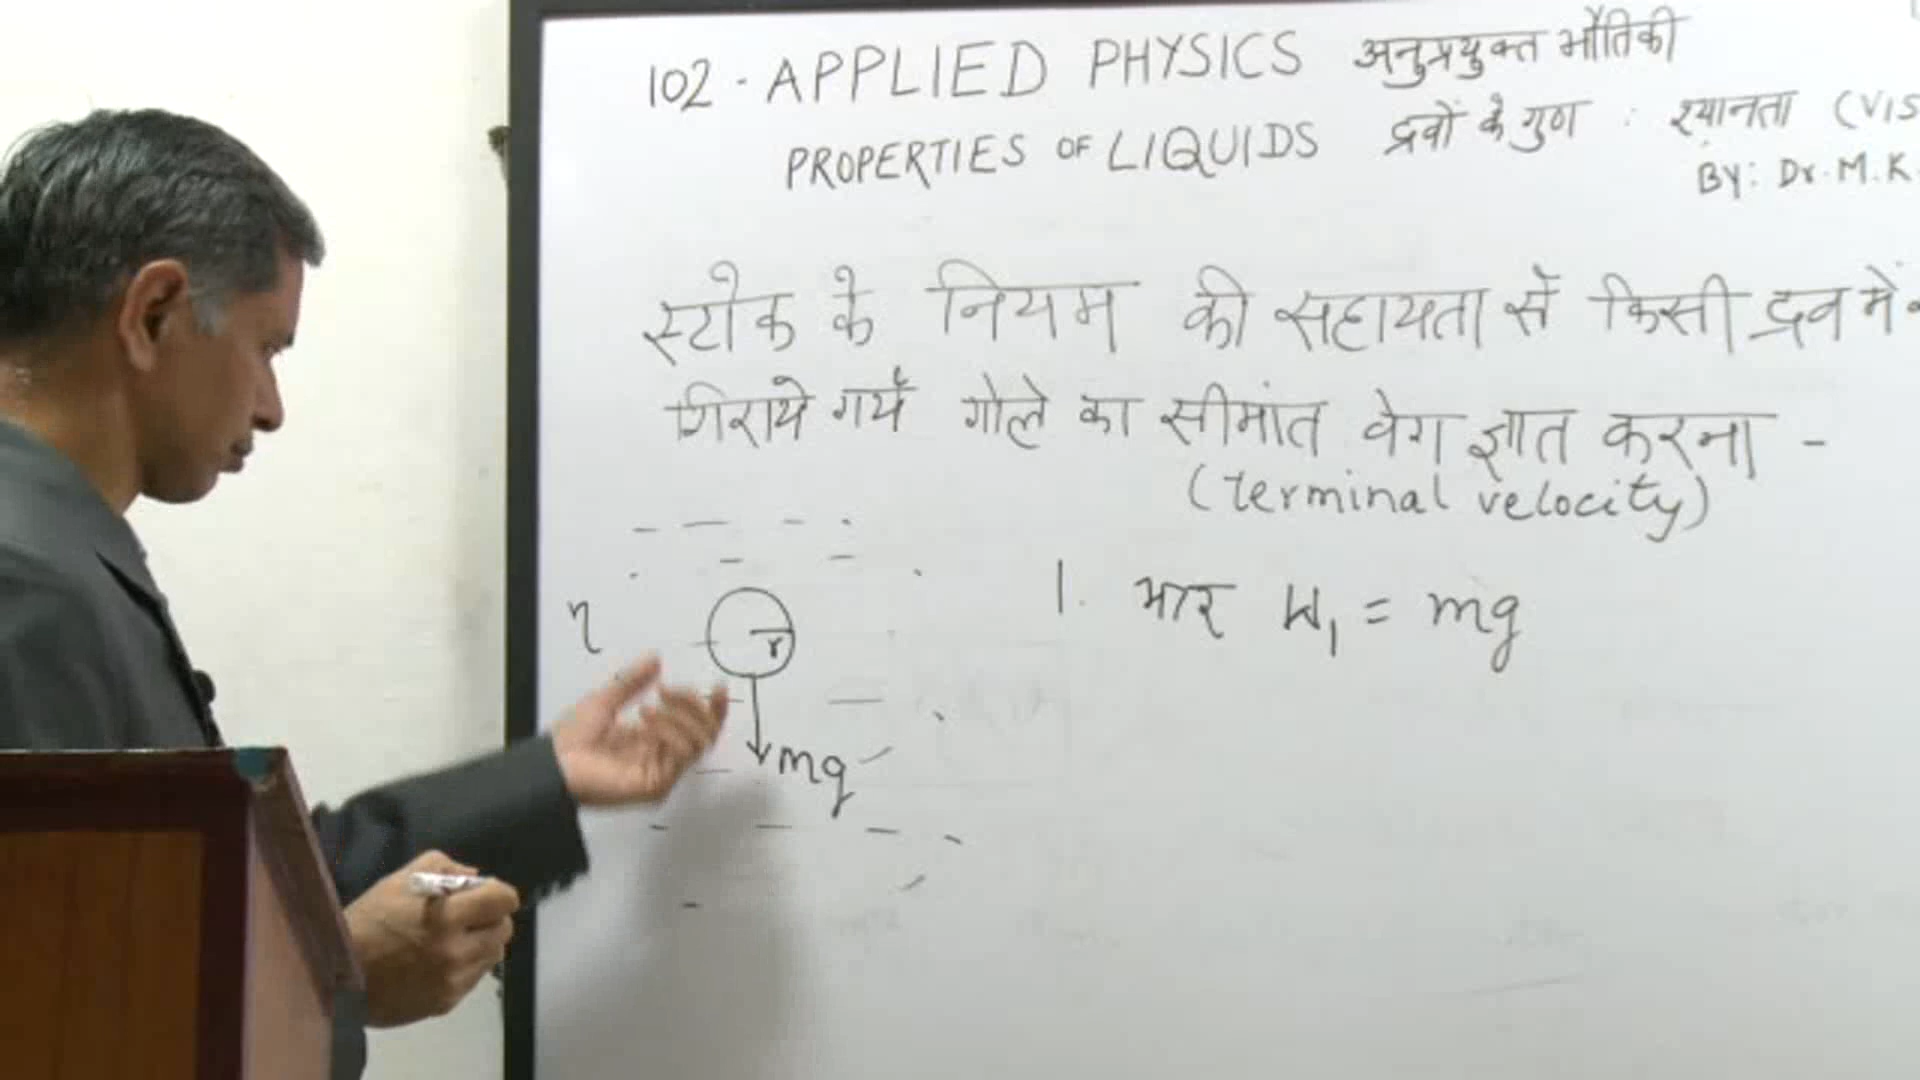 102 - APPLIED PHYSICS अनुप्रयुक्त भौतिकी
PROPERTIES OF LIQUIDS द्रवों के गुण : श्यानता (VIS
BY: Dr. M. K.
स्टोक के नियम की सहायता से किसी द्रव में
गिराये गये गोले का सीमांत वेग ज्ञात करना -
(terminal velocity)
1. भार W₁ = mg
η
r
mg